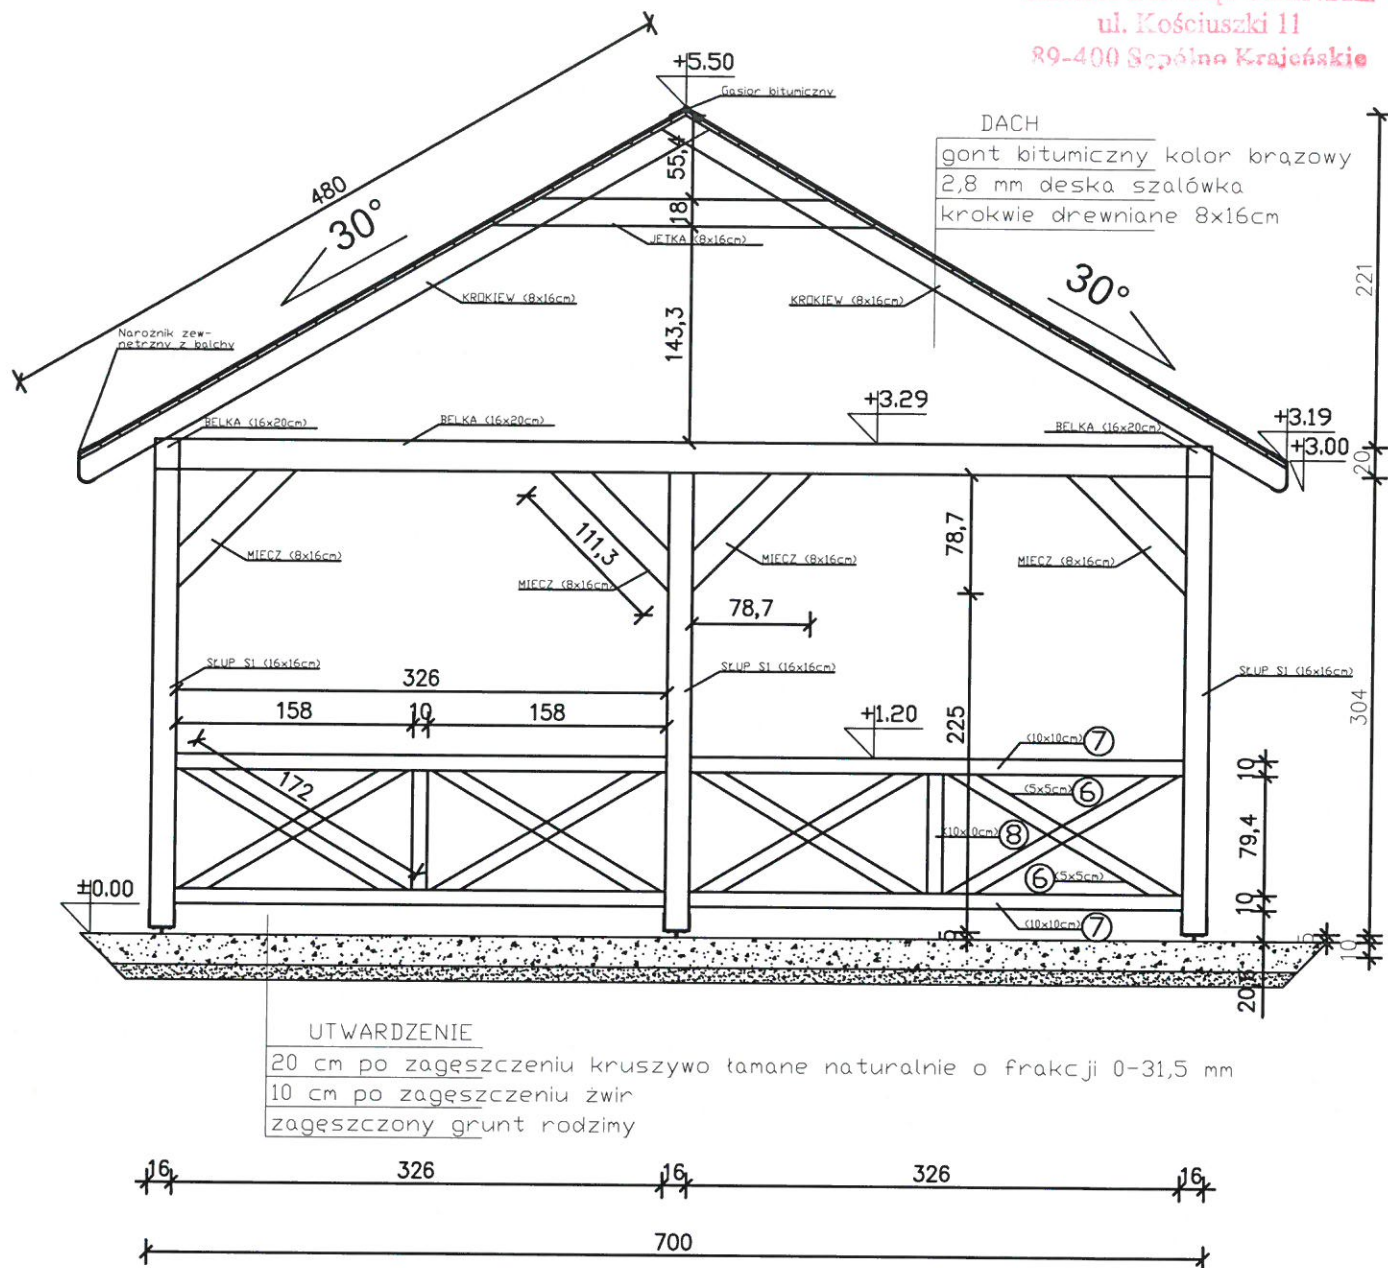 ul. Kościuszki 11
89-400 Sępólno Krajeńskie
+5.50
Gasior bitumiczny
DACH
gont bitumiczny kolor brązowy
2,8 mm deska szalówka
krokwie drewniane 8x16cm
480
30°
55,4
18
JETKA (8x16cm)
KROKIEW (8x16cm)
KROKIEW (8x16cm)
30°
221
143,3
Narożnik zew-
netrzny z balchy
BELKA (16x20cm)
BELKA (16x20cm)
+3.29
BELKA (16x20cm)
+3.19
+3.00
20
111,3
78,7
MIECZ (8x16cm)
MIECZ (8x16cm)
MIECZ (8x16cm)
MIECZ (8x16cm)
78,7
SŁUP S1 (16x16cm)
SŁUP S1 (16x16cm)
SŁUP S1 (16x16cm)
326
158
10
158
+1.20
225
304
(10x10cm) 7
10
172
(5x5cm) 6
(10x10cm) 8
79,4
6 (5x5cm)
±0.00
10
(10x10cm) 7
5
5
10
UTWARDZENIE
20 cm po zagęszczeniu kruszywo łamane naturalnie o frakcji 0-31,5 mm
10 cm po zagęszczeniu żwir
zagęszczony grunt rodzimy
16
326
16
326
16
700